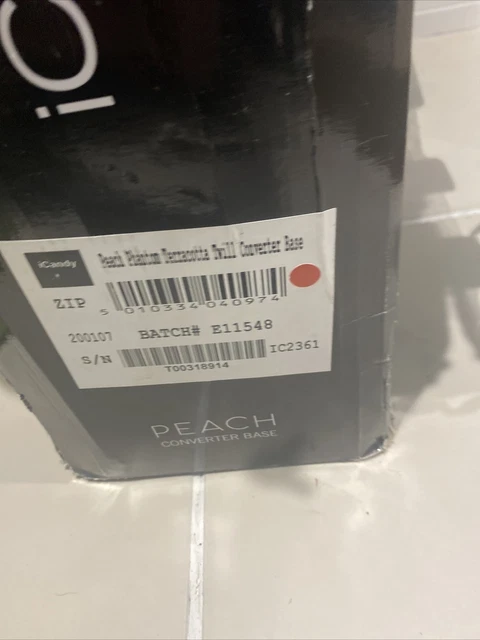 iC
iCandy
Peach Phantom Terracotta Twill Converter Base
ZIP
5 010334 040974
200107 BATCH# E11548
S/N IC2361
T00318914
PEACH
CONVERTER BASE